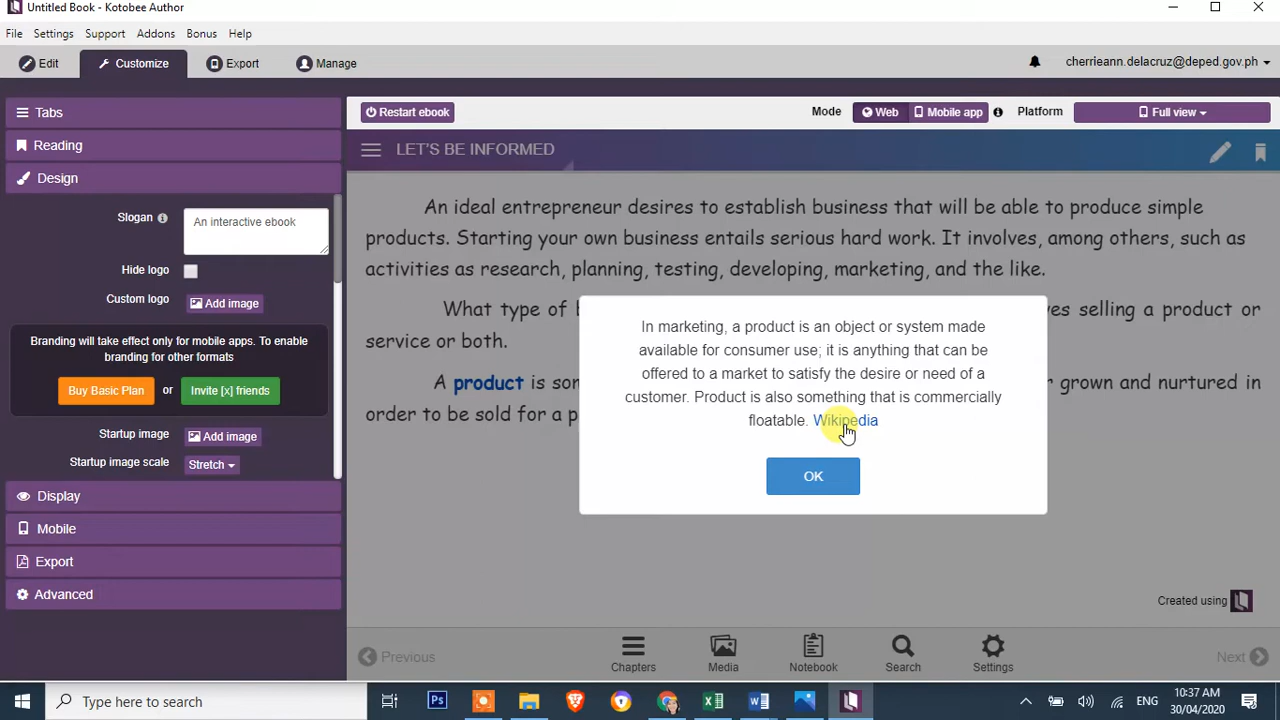 Untitled Book - Kotobee Author
File Settings Support Addons Bonus Help
Edit Customize Export Manage
cherrieann.delacruz@deped.gov.ph
Tabs
Reading
Design
Slogan
An interactive ebook
Hide logo
Custom logo
Add image
Branding will take effect only for mobile apps. To enable
branding for other formats
Buy Basic Plan or Invite [x] friends
Startup image
Add image
Startup image scale
Stretch
Display
Mobile
Export
Advanced
Restart ebook
Mode Web Mobile app Platform Full view
LET'S BE INFORMED
An ideal entrepreneur desires to establish business that will be able to produce simple
products. Starting your own business entails serious hard work. It involves, among others, such as
activities as research, planning, testing, developing, marketing, and the like.
What type of b
ves selling a product or
service or both.
A product is so
r grown and nurtured in
order to be sold for a p
In marketing, a product is an object or system made
available for consumer use; it is anything that can be
offered to a market to satisfy the desire or need of a
customer. Product is also something that is commercially
floatable. Wikipedia
OK
Created using
Previous
Chapters Media Notebook Search Settings
Next
Type here to search
Ps
ENG
10:37 AM
30/04/2020